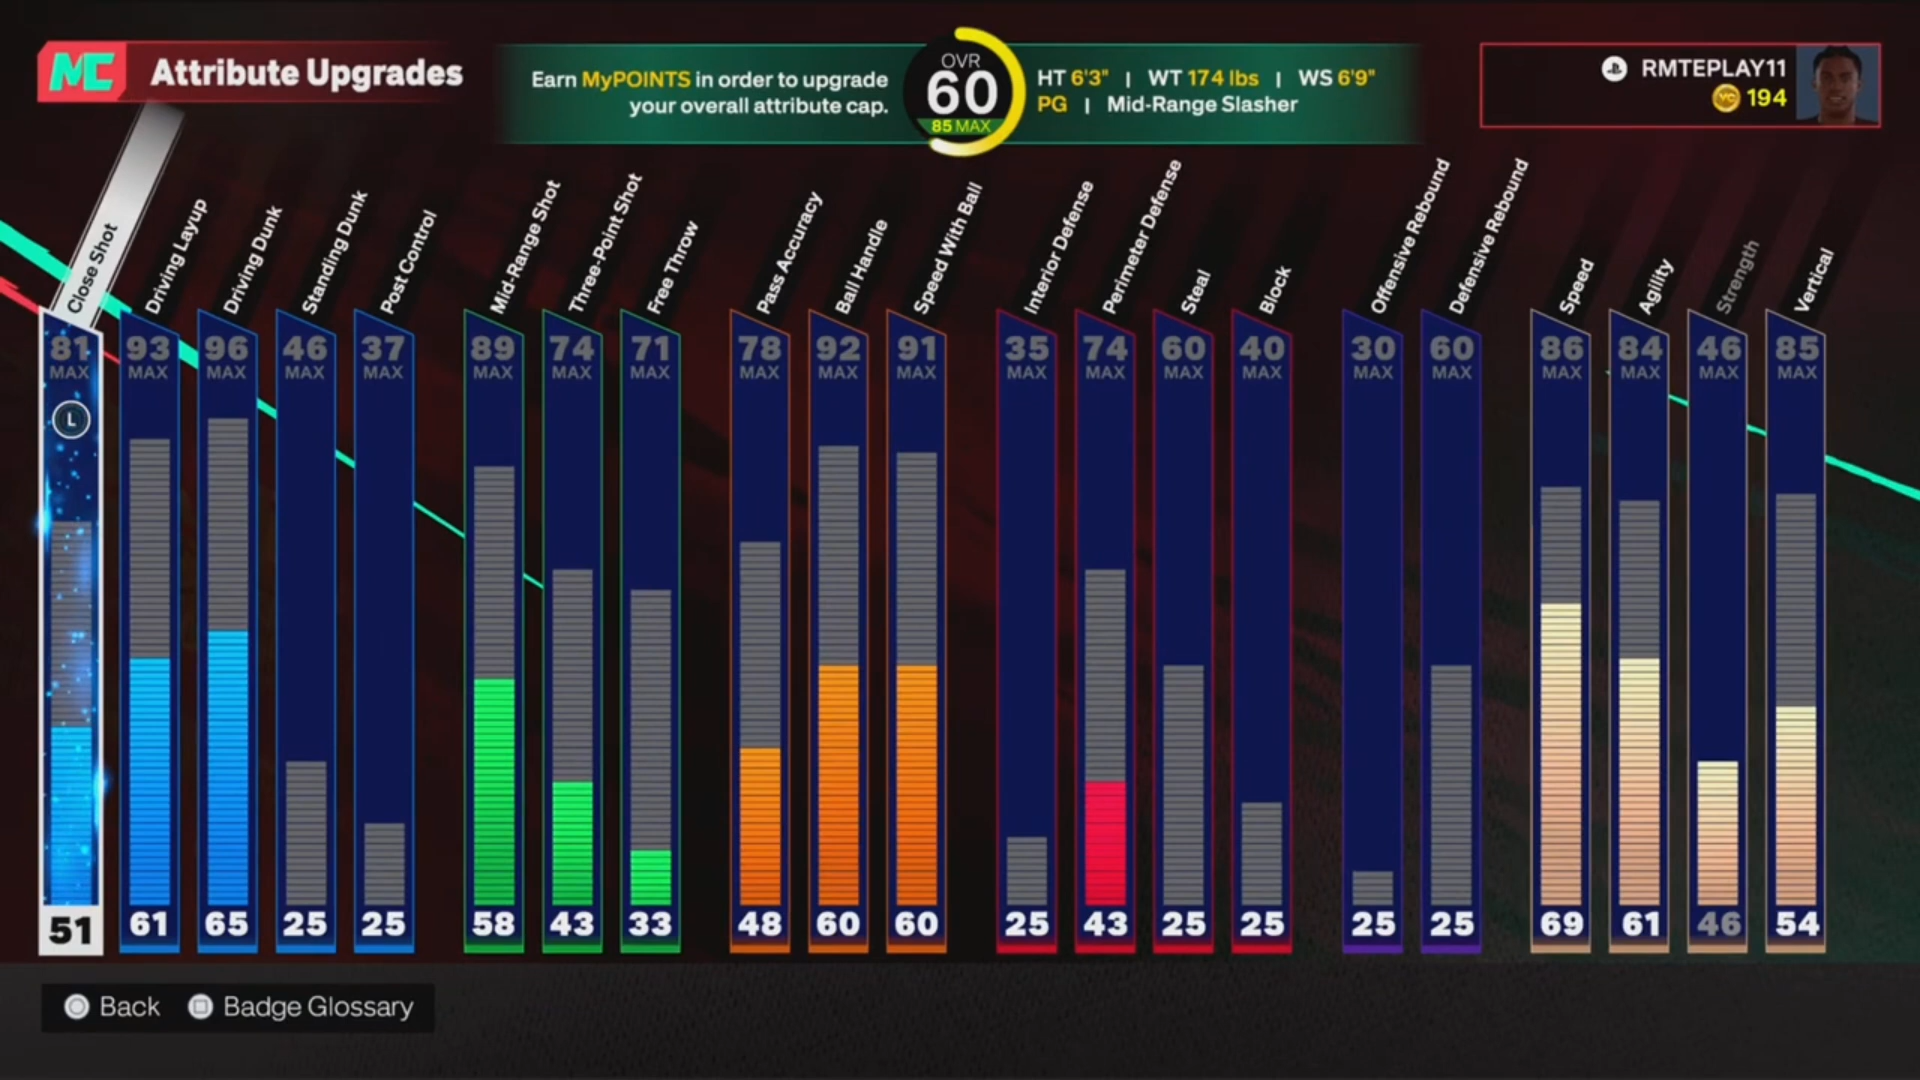 MC Attribute Upgrades
Earn MyPOINTS in order to upgrade
your overall attribute cap.
OVR
60
85 MAX
HT 6'3" | WT 174 lbs | WS 6'9"
PG | Mid-Range Slasher
RMTEPLAY11
VC 194
Close Shot
Driving Layup
Driving Dunk
Standing Dunk
Post Control
Mid-Range Shot
Three-Point Shot
Free Throw
Pass Accuracy
Ball Handle
Speed With Ball
Interior Defense
Perimeter Defense
Steal
Block
Offensive Rebound
Defensive Rebound
Speed
Agility
Strength
Vertical
81 93 96 46 37 89 74 71 78 92 91 35 74 60 40 30 60 86 84 46 85
MAX MAX MAX MAX MAX MAX MAX MAX MAX MAX MAX MAX MAX MAX MAX MAX MAX MAX MAX MAX MAX
L
51 61 65 25 25 58 43 33 48 60 60 25 43 25 25 25 25 69 61 46 54
Back Badge Glossary